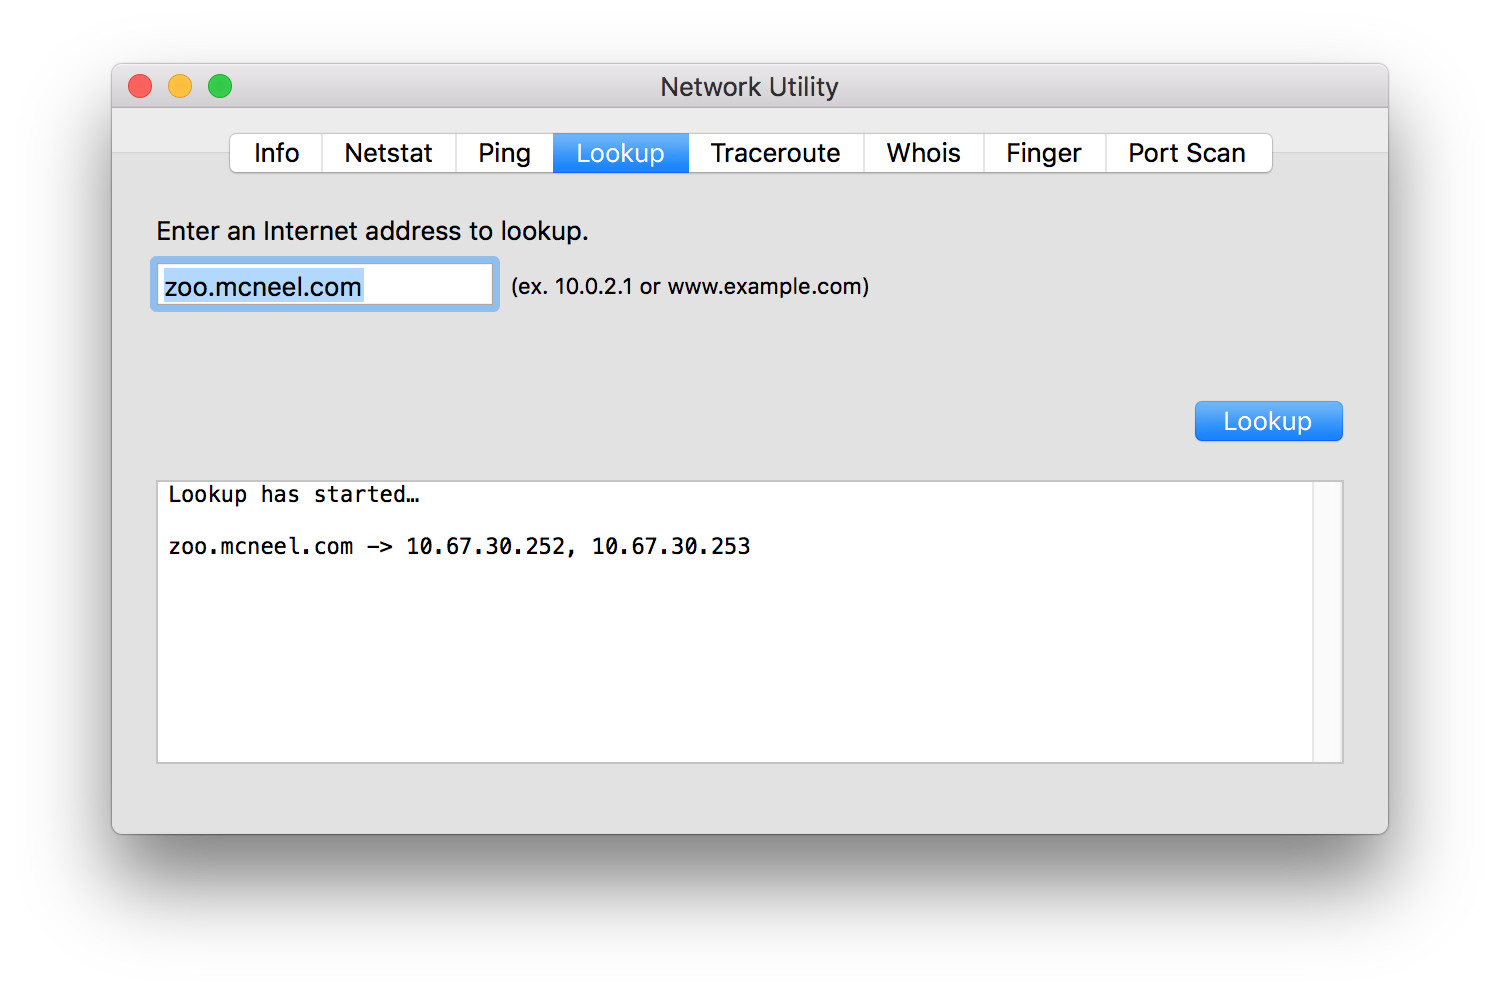 Network Utility
Info Netstat Ping Lookup Traceroute Whois Finger Port Scan
Enter an Internet address to lookup.
zoo.mcneel.com (ex. 10.0.2.1 or www.example.com)
Lookup
Lookup has started…
zoo.mcneel.com -> 10.67.30.252, 10.67.30.253